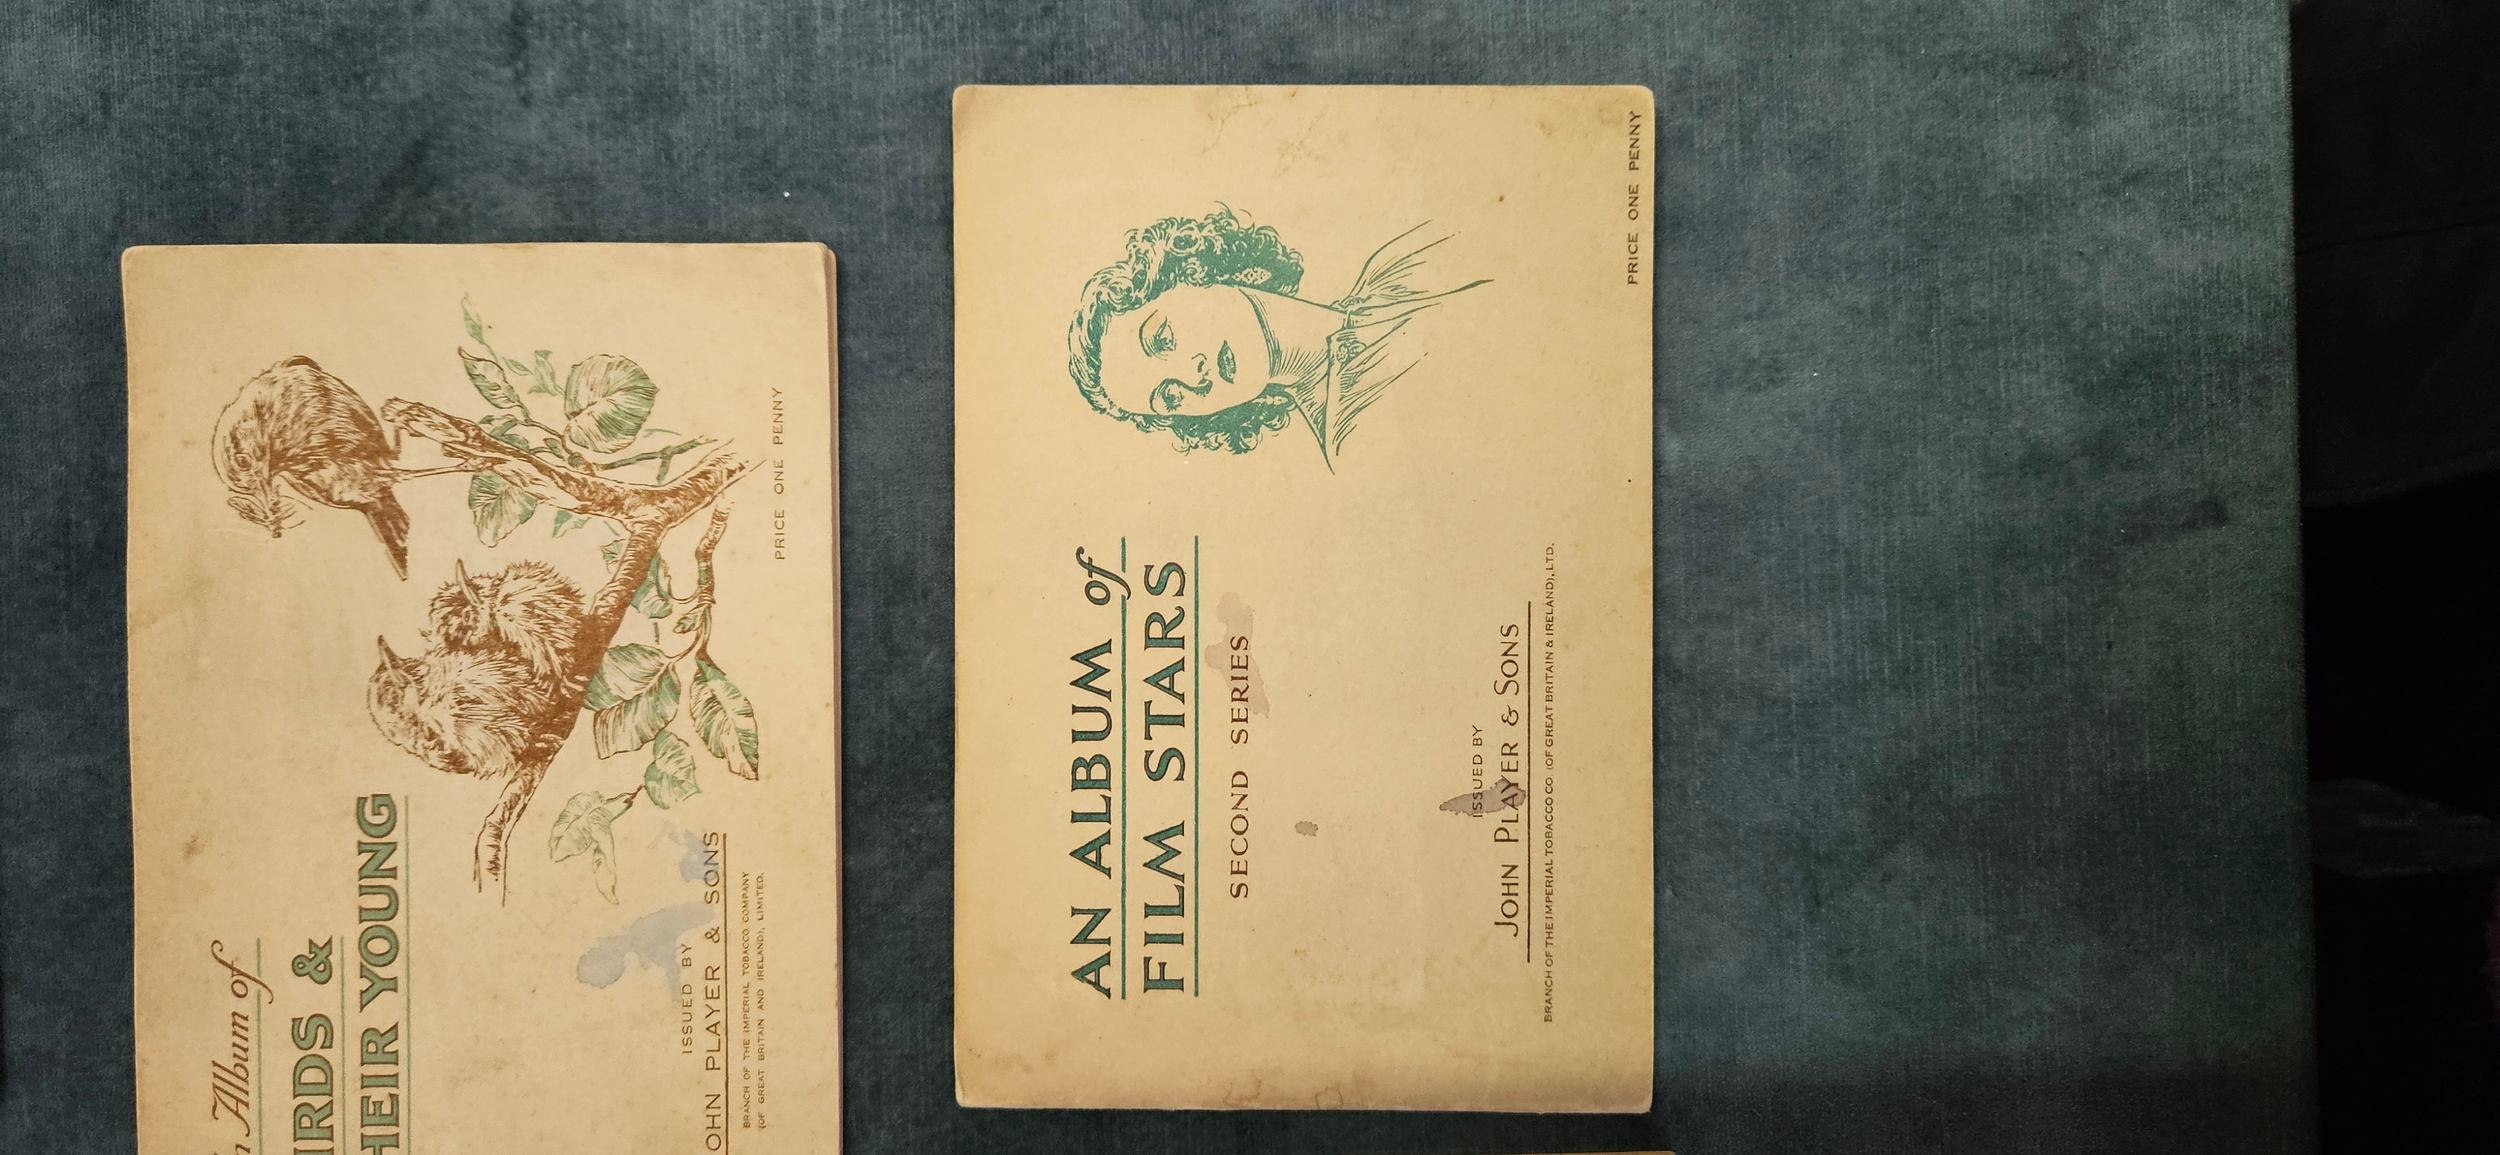 Album of
IRDS &
HEIR YOUNG
ISSUED BY
OHN PLAYER & SONS
BRANCH OF THE IMPERIAL TOBACCO COMPANY
(OF GREAT BRITAIN AND IRELAND), LIMITED.
PRICE ONE PENNY
AN ALBUM of
FILM STARS
SECOND SERIES
ISSUED BY
JOHN PLAYER & SONS
BRANCH OF THE IMPERIAL TOBACCO CO (OF GREAT BRITAIN & IRELAND), LTD.
PRICE ONE PENNY